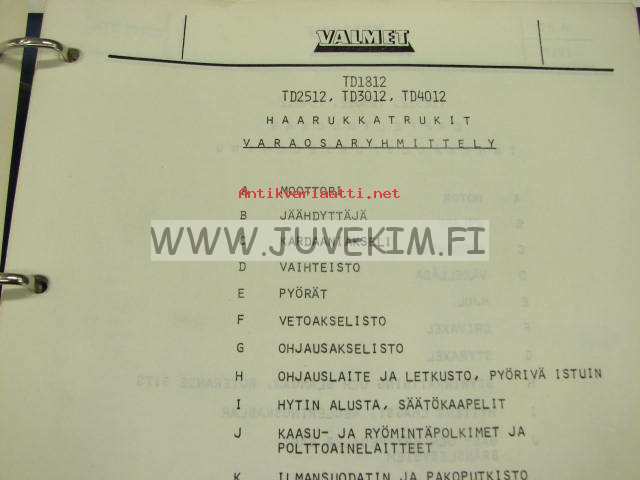 VALMET
TD1812
TD2512, TD3012, TD4012
HAARUKKATRUKIT
VARAOSARYHMITTELY
A MOOTTORI
Antikvariaatti.net
B JÄÄHDYTTÄJÄ
WWW.JUVEKIM.FI
C KARDAANIAKSELI
D VAIHTEISTO
E PYÖRÄT
F VETOAKSELISTO
G OHJAUSAKSELISTO
H OHJAUSLAITE JA LETKUSTO, PYÖRIVÄ ISTUIN
I HYTIN ALUSTA, SÄÄTÖKAAPELIT
J KAASU- JA RYÖMINTÄPOLKIMET JA
POLTTOAINELAITTEET
K ILMANSUODATIN JA PAKOPUTKISTO